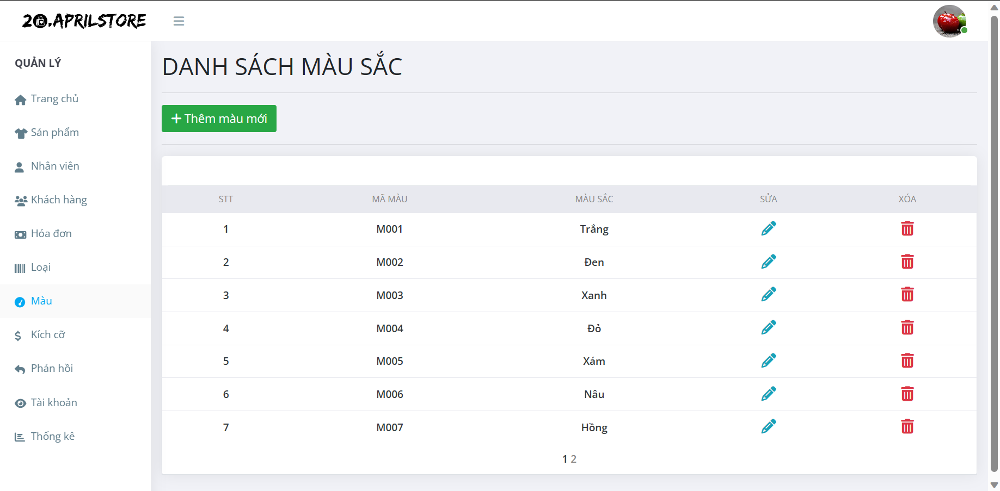 20.APRILSTORE
QUẢN LÝ
Trang chủ
Sản phẩm
Nhân viên
Khách hàng
Hóa đơn
Loại
Màu
Kích cỡ
Phản hồi
Tài khoản
Thống kê
DANH SÁCH MÀU SẮC
+ Thêm màu mới
STT MÃ MÀU MÀU SẮC SỬA XÓA
1 M001 Trắng
2 M002 Đen
3 M003 Xanh
4 M004 Đỏ
5 M005 Xám
6 M006 Nâu
7 M007 Hồng
1 2